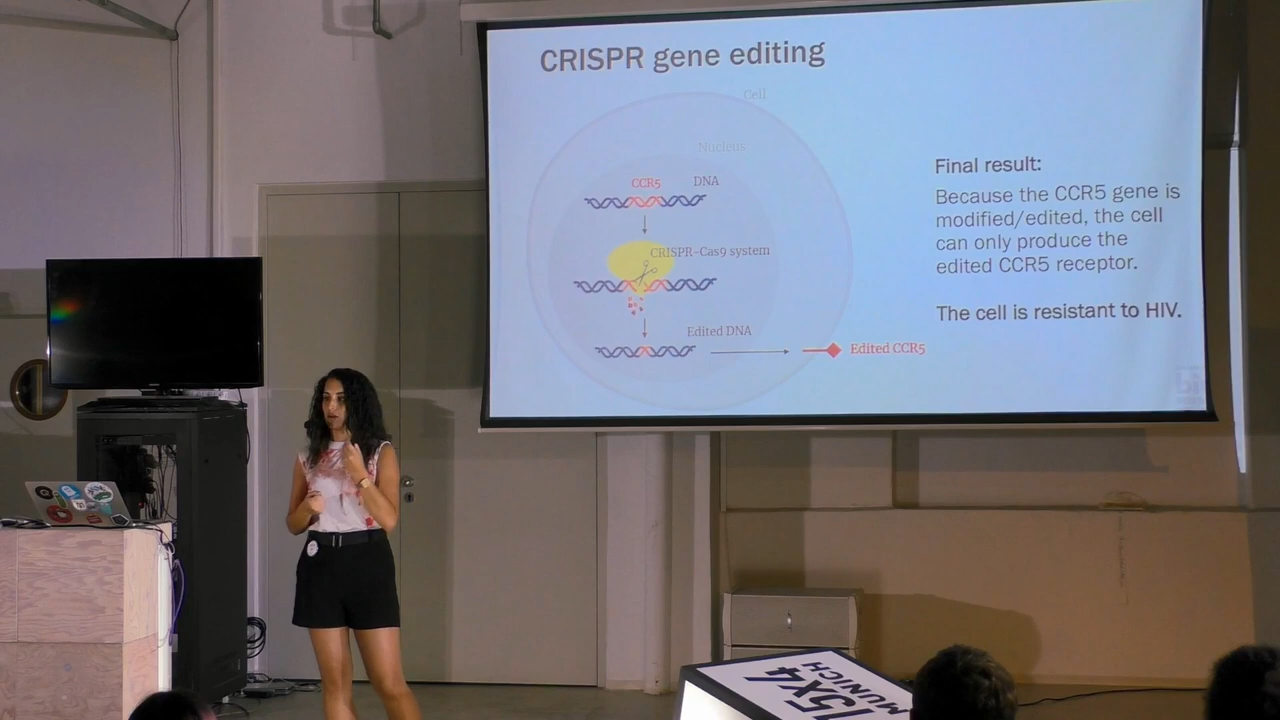 CRISPR gene editing
Cell
Nucleus
CCR5
DNA
CRISPR-Cas9 system
Edited DNA
Edited CCR5
Final result:
Because the CCR5 gene is
modified/edited, the cell
can only produce the
edited CCR5 receptor.
The cell is resistant to HIV.
15X4
MUNICH